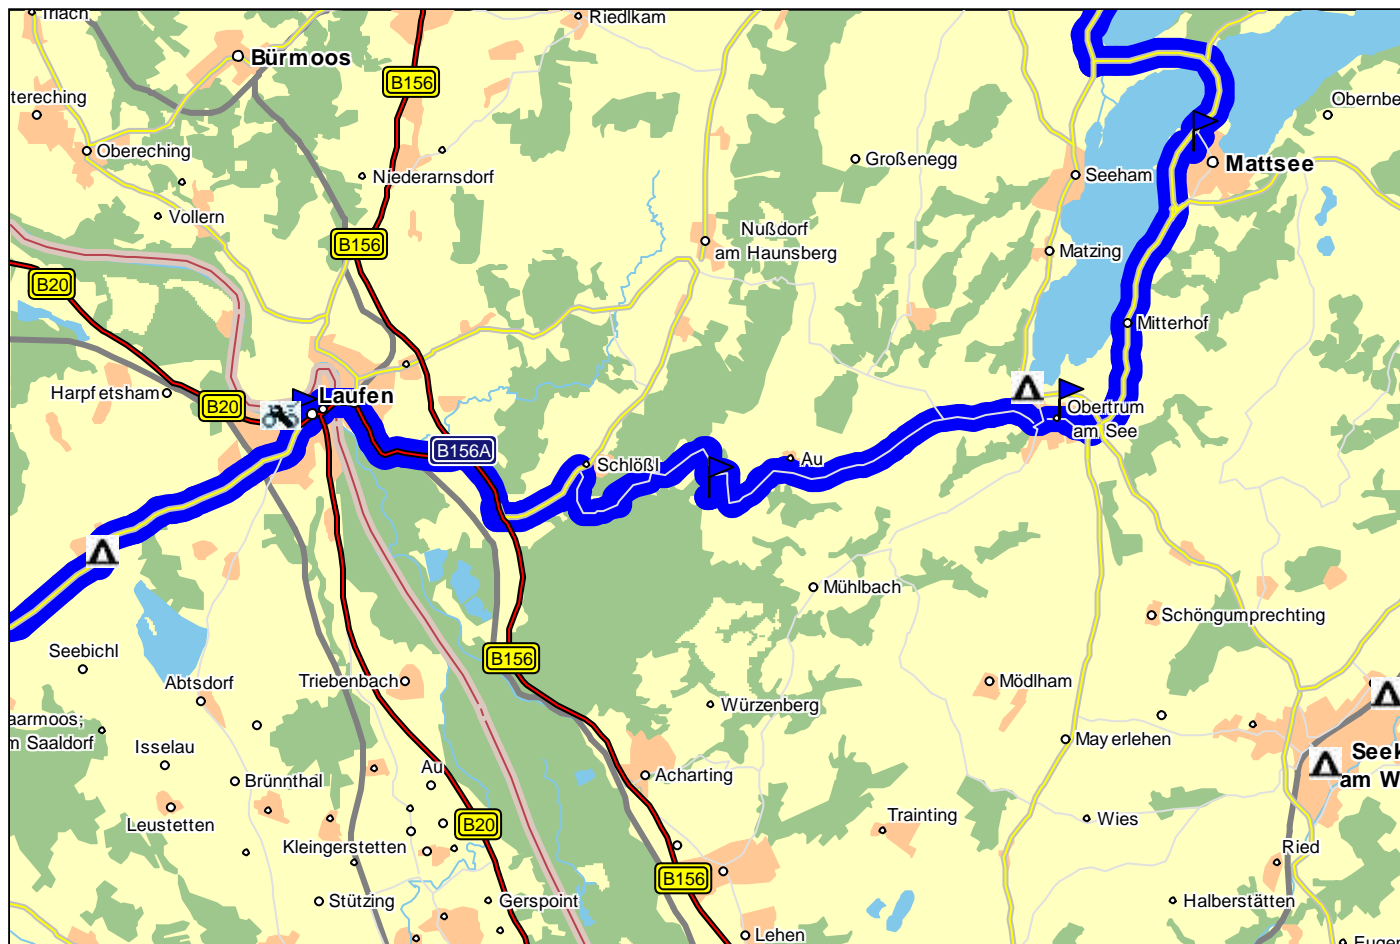 Irlach
Riedlkam
Bürmoos
B156
tereching
Obernbe
Obereching
Großenegg
Mattsee
Niederarnsdorf
Seeham
Vollern
Nußdorf
am Haunsberg
B156
Matzing
B20
Mitterhof
Harpfetsham
Laufen
B20
Obertrum
am See
B156A
Schlößl
Au
Mühlbach
Schöngumprechting
Seebichl
B156
Abtsdorf
Triebenbach
Mödlham
Würzenberg
aarmoos;
m Saaldorf
Isselau
Mayerlehen
Seek
am W
Brünnthal
Au
Acharting
Leustetten
B20
Trainting
Wies
Kleingerstetten
Ried
B156
Stützing
Gerspoint
Halberstätten
Lehen
Euger